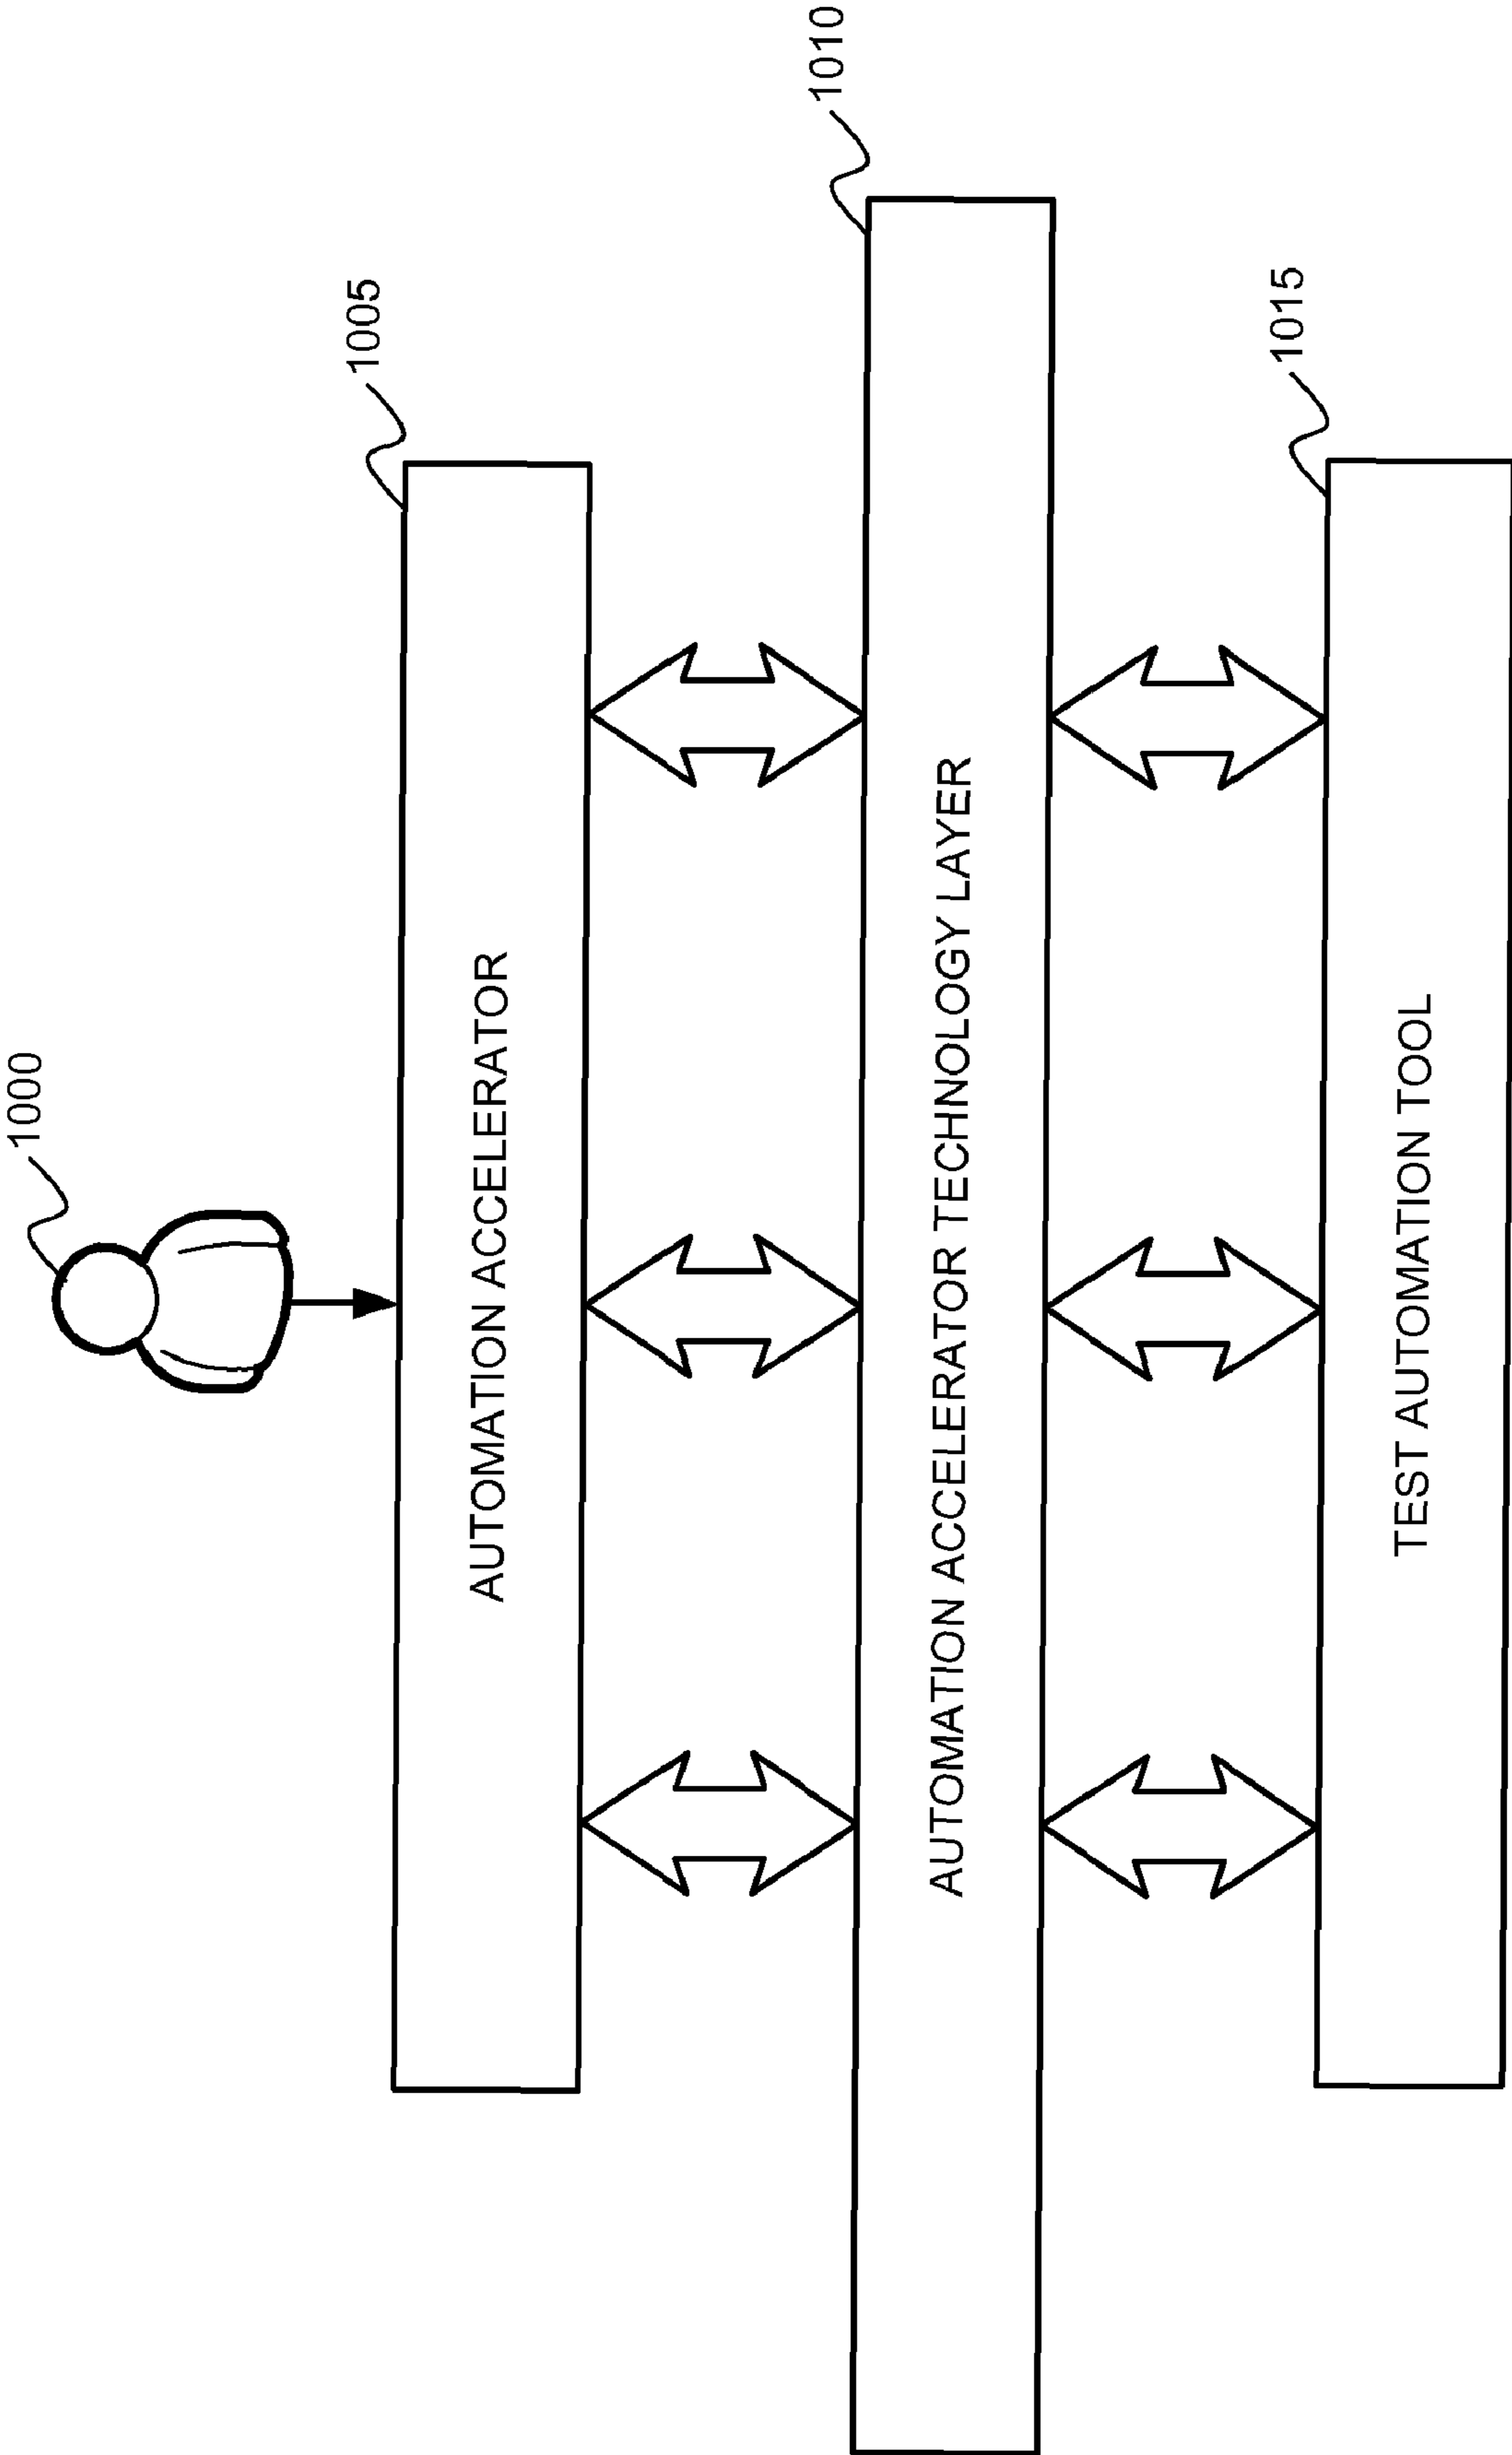 1000
1005
AUTOMATION ACCELERATOR
1010
AUTOMATION ACCELERATOR TECHNOLOGY LAYER
1015
TEST AUTOMATION TOOL